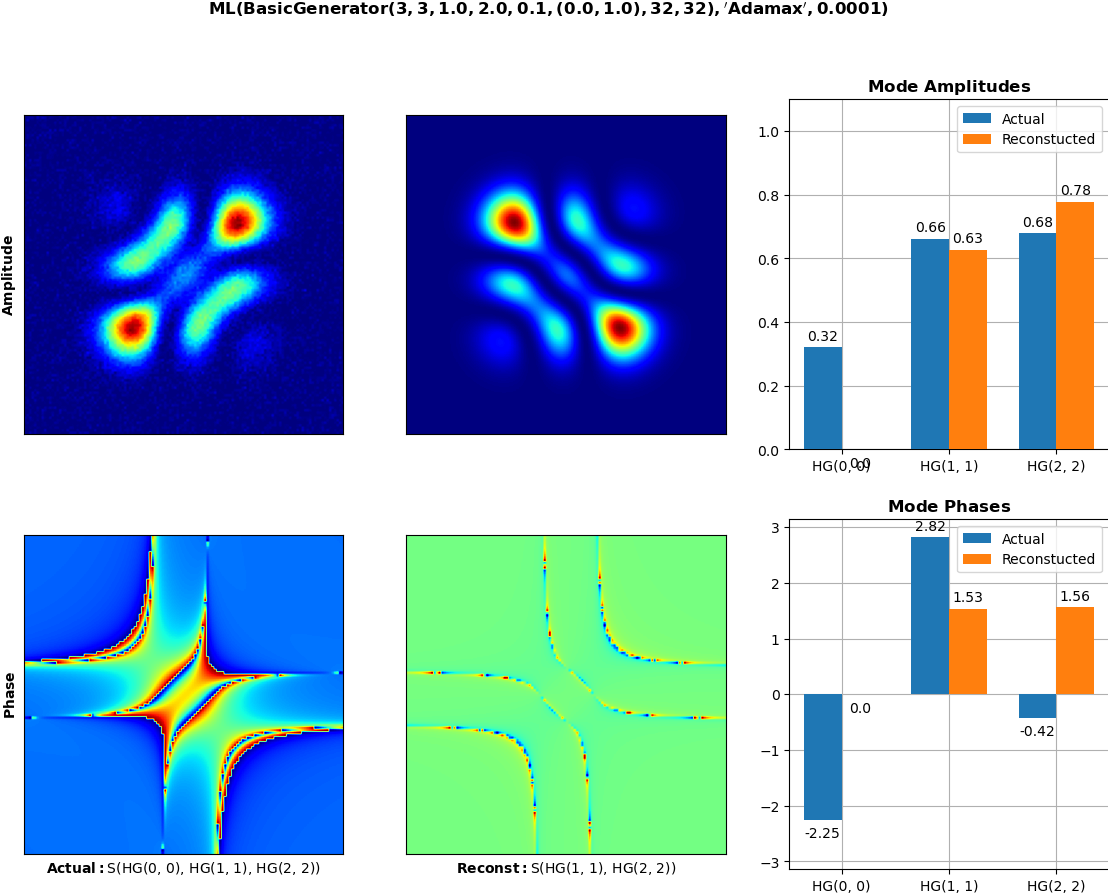 ML(BasicGenerator(3, 3, 1.0, 2.0, 0.1, (0.0, 1.0), 32, 32), ′Adamax′, 0.0001)
Amplitude
Mode Amplitudes
Actual
Reconstucted
1.0
0.8
0.6
0.4
0.2
0.0
0.32
0.0
0.66
0.63
0.68
0.78
HG(0, 0)
HG(1, 1)
HG(2, 2)
Phase
Actual: S(HG(0, 0), HG(1, 1), HG(2, 2))
Reconst: S(HG(1, 1), HG(2, 2))
Mode Phases
Actual
Reconstucted
3
2
1
0
−1
−2
−3
-2.25
0.0
2.82
1.53
-0.42
1.56
HG(0, 0)
HG(1, 1)
HG(2, 2)